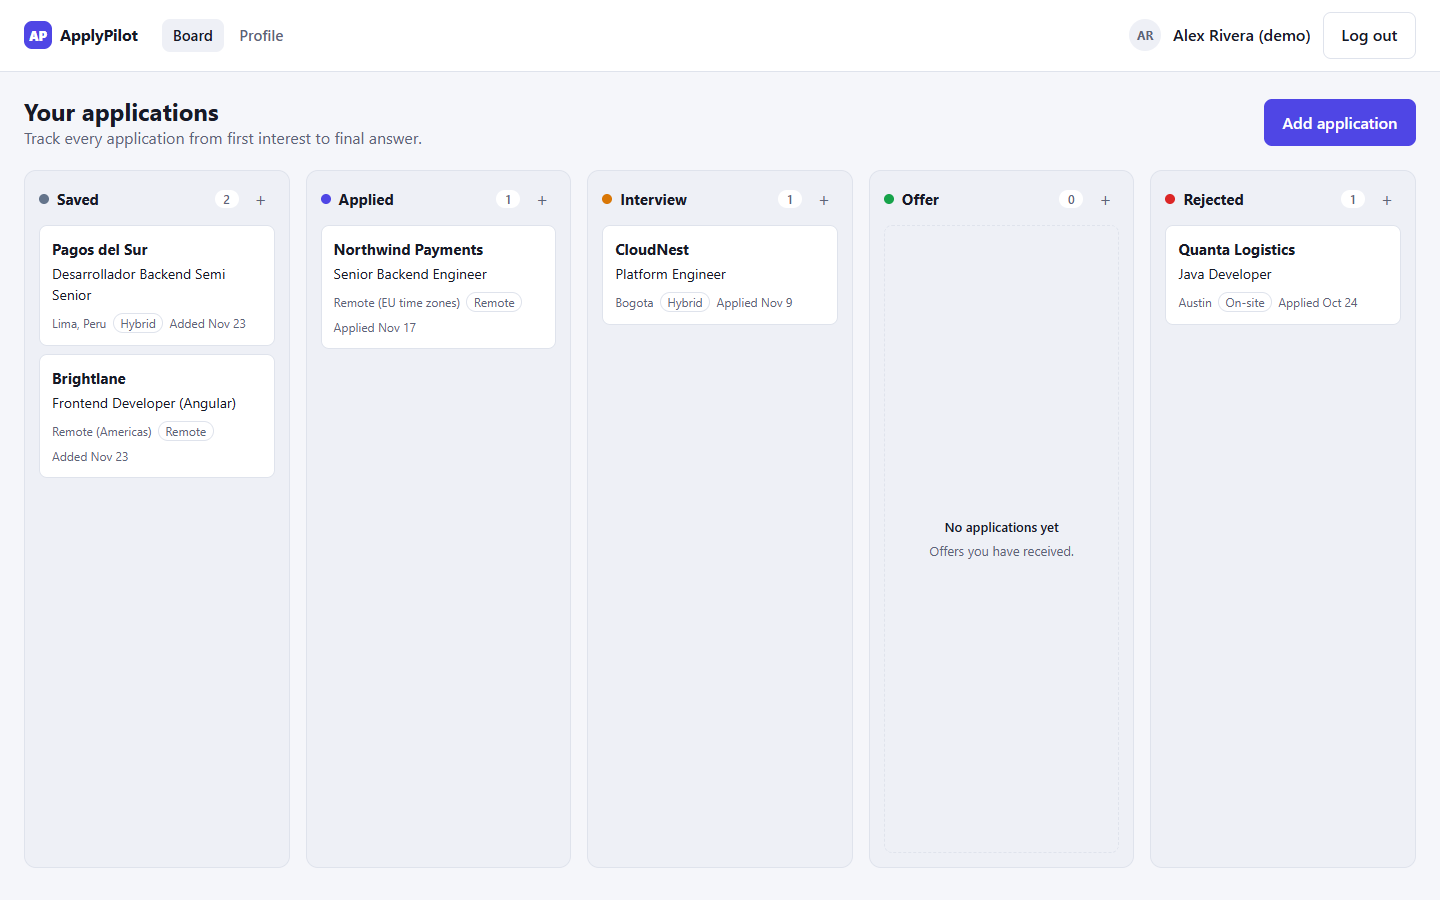 AP ApplyPilot Board Profile AR Alex Rivera (demo) Log out
Your applications
Track every application from first interest to final answer.
Add application
Saved 2 +
Pagos del Sur
Desarrollador Backend Semi
Senior
Lima, Peru Hybrid Added Nov 23
Brightlane
Frontend Developer (Angular)
Remote (Americas) Remote
Added Nov 23
Applied 1 +
Northwind Payments
Senior Backend Engineer
Remote (EU time zones) Remote
Applied Nov 17
Interview 1 +
CloudNest
Platform Engineer
Bogota Hybrid Applied Nov 9
Offer 0 +
No applications yet
Offers you have received.
Rejected 1 +
Quanta Logistics
Java Developer
Austin On-site Applied Oct 24